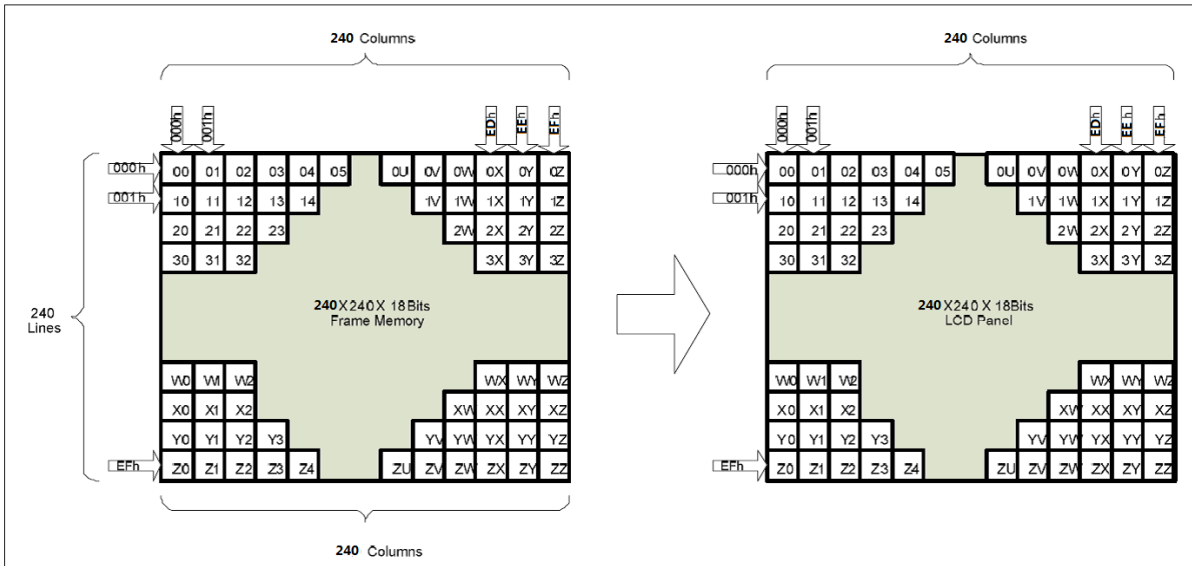 240 Columns 240 Columns
000h 001h EDh EEh EFh 000h 001h EDh EEh EFh
000h 00 01 02 03 04 05 0U 0V 0W 0X 0Y 0Z 000h 00 01 02 03 04 05 0U 0V 0W 0X 0Y 0Z
001h 10 11 12 13 14 1V 1W 1X 1Y 1Z 001h 10 11 12 13 14 1V 1W 1X 1Y 1Z
20 21 22 23 2W 2X 2Y 2Z 20 21 22 23 2W 2X 2Y 2Z
30 31 32 3X 3Y 3Z 30 31 32 3X 3Y 3Z
240 Lines
240X240X 18Bits
Frame Memory
240X240 X 18Bits
LCD Panel
W0 W1 W2 WX WY WZ W0 W1 W2 WX WY WZ
X0 X1 X2 XW XX XY XZ X0 X1 X2 XW XX XY XZ
Y0 Y1 Y2 Y3 YV YW YX YY YZ Y0 Y1 Y2 Y3 YV YW YX YY YZ
EFh Z0 Z1 Z2 Z3 Z4 ZU ZV ZW ZX ZY ZZ EFh Z0 Z1 Z2 Z3 Z4 ZU ZV ZW ZX ZY ZZ
240 Columns